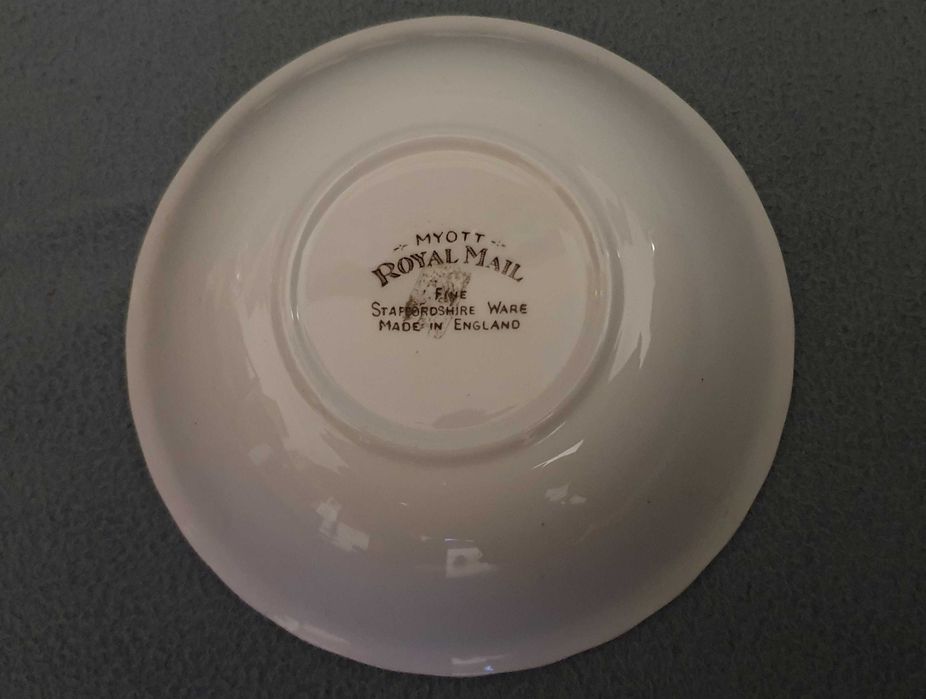 MYOTT
ROYAL MAIL
FINE
STAFFORDSHIRE WARE
MADE IN ENGLAND